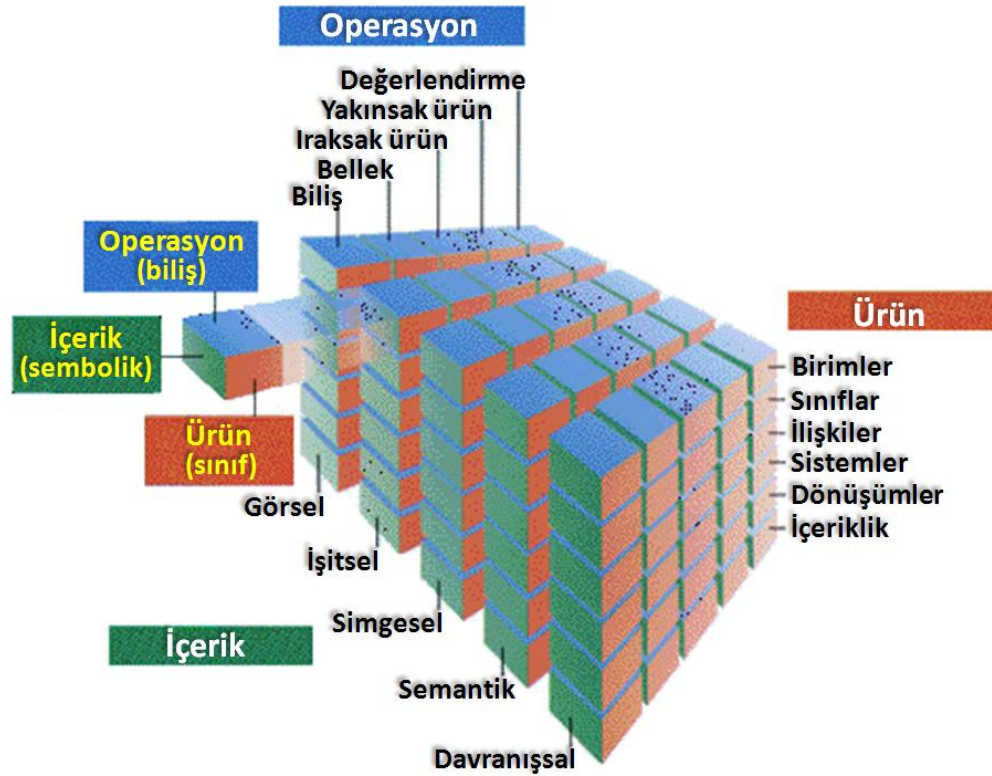 Operasyon
Değerlendirme
Yakınsak ürün
Iraksak ürün
Bellek
Biliş
Operasyon
(biliş)
İçerik
(sembolik)
Ürün
(sınıf)
Ürün
Birimler
Sınıflar
İlişkiler
Sistemler
Dönüşümler
İçeriklik
Görsel
İşitsel
Simgesel
Semantik
Davranışsal
İçerik